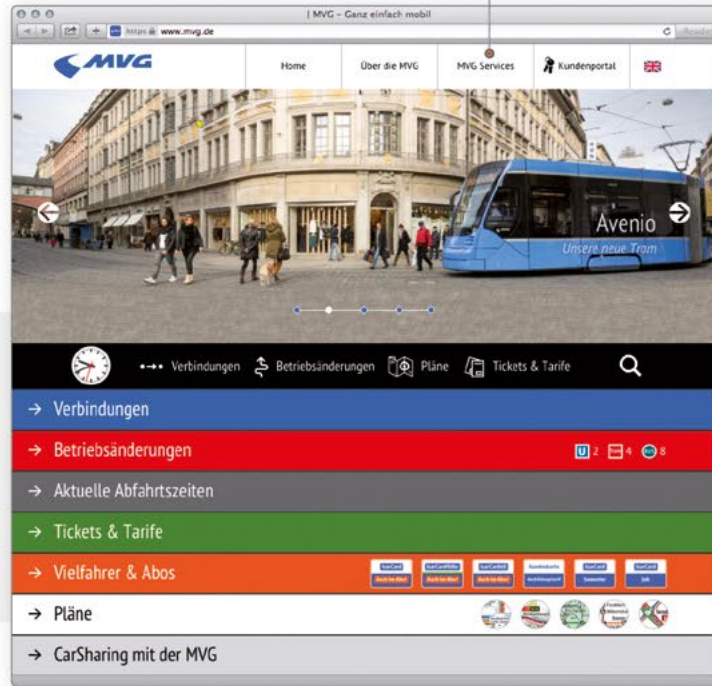 | MVG – Ganz einfach mobil
https www.mvg.de
Reader
MVG
Home
Über die MVG
MVG Services
Kundenportal
Avenio
Unsere neue Tram
Verbindungen
Betriebsänderungen
Pläne
Tickets & Tarife
→ Verbindungen
→ Betriebsänderungen
U 2
4
8
→ Aktuelle Abfahrtszeiten
→ Tickets & Tarife
→ Vielfahrer & Abos
→ Pläne
→ CarSharing mit der MVG